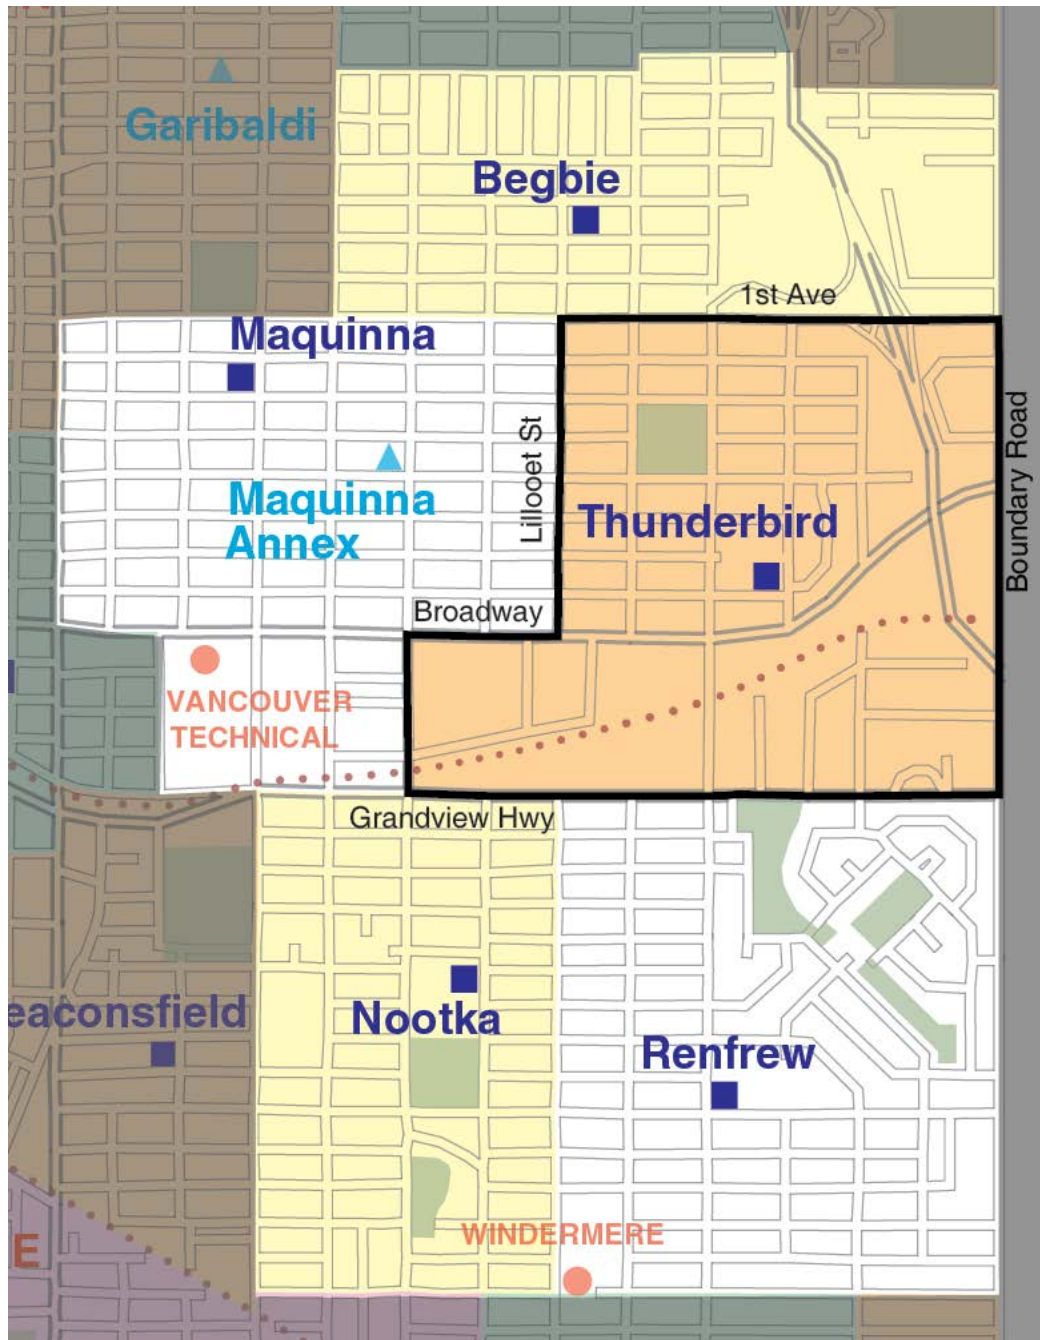 Garibaldi
Begbie
1st Ave
Maquinna
Boundary Road
Lillooet St
Maquinna
Annex
Thunderbird
Broadway
VANCOUVER
TECHNICAL
Grandview Hwy
eaconsfield
Nootka
Renfrew
WINDERMERE
E